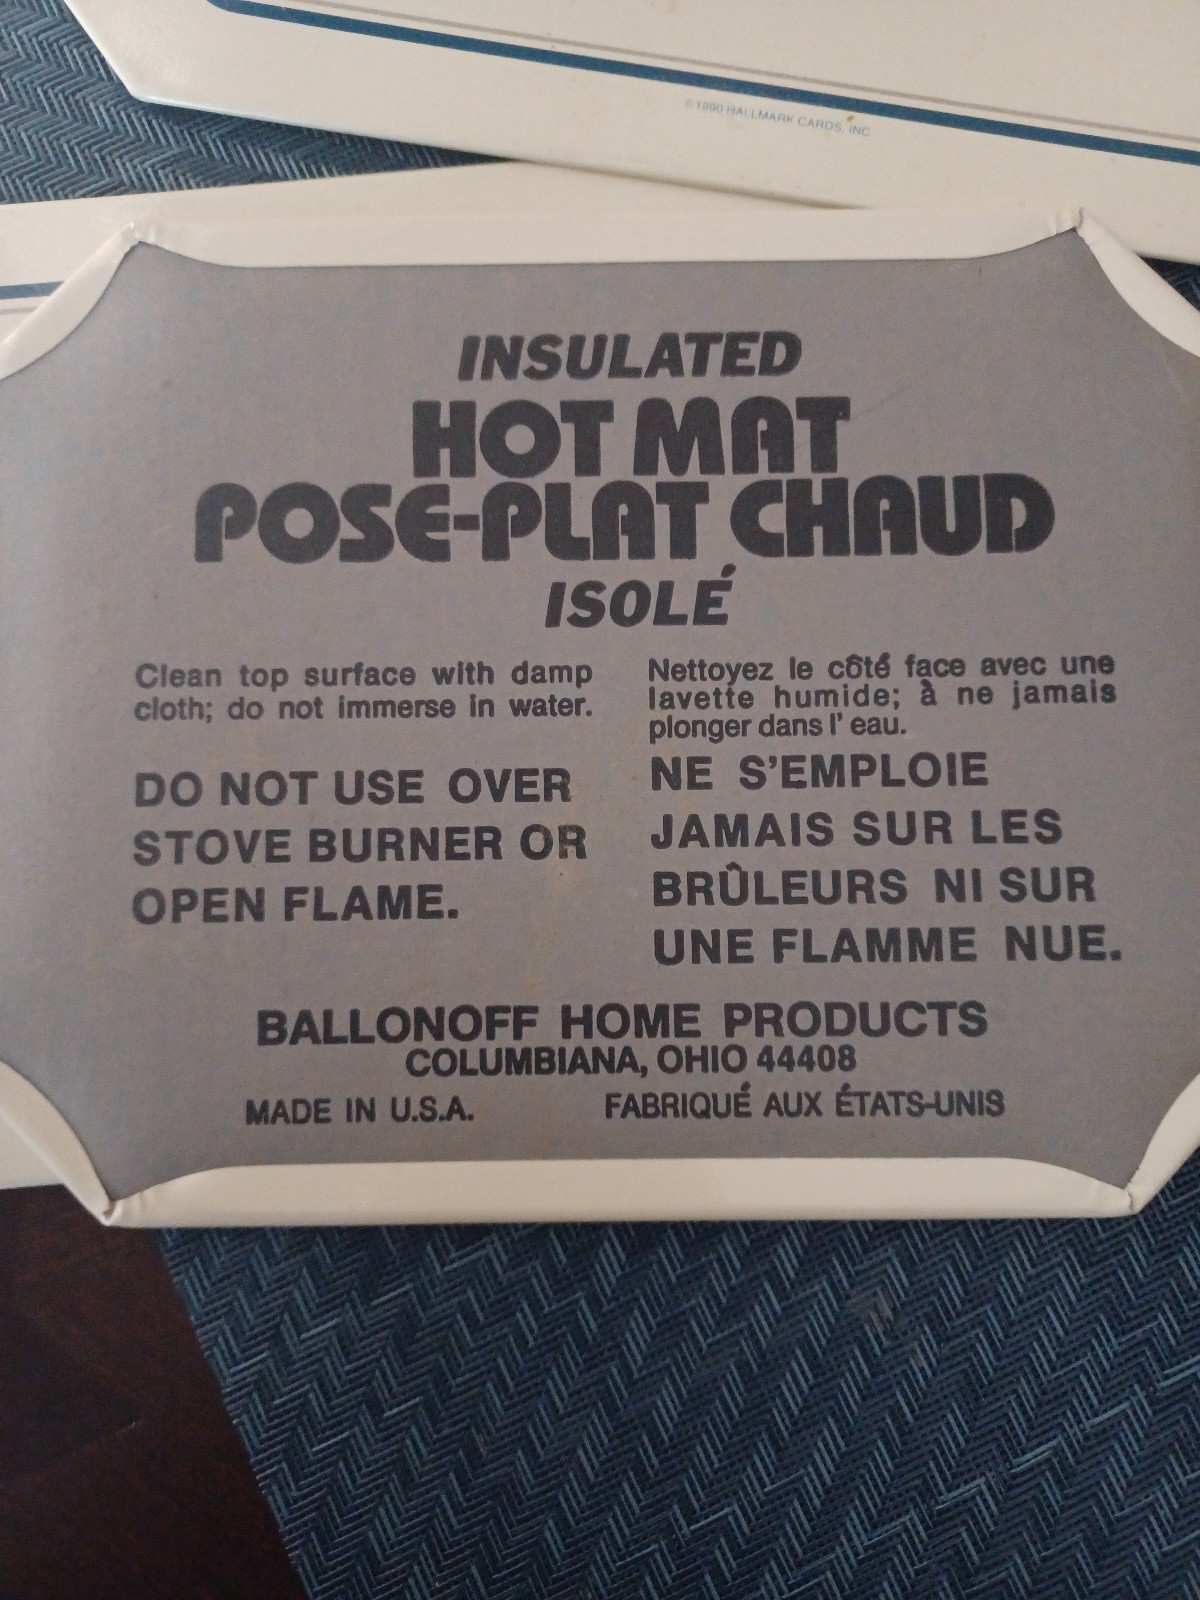 © 1990 HALLMARK CARDS, INC.
INSULATED
HOT MAT
POSE-PLAT CHAUD
ISOLÉ
Clean top surface with damp
cloth; do not immerse in water.
DO NOT USE OVER
STOVE BURNER OR
OPEN FLAME.
Nettoyez le côté face avec une
lavette humide; à ne jamais
plonger dans l' eau.
NE S'EMPLOIE
JAMAIS SUR LES
BRÛLEURS NI SUR
UNE FLAMME NUE.
BALLONOFF HOME PRODUCTS
COLUMBIANA, OHIO 44408
MADE IN U.S.A. FABRIQUÉ AUX ÉTATS-UNIS